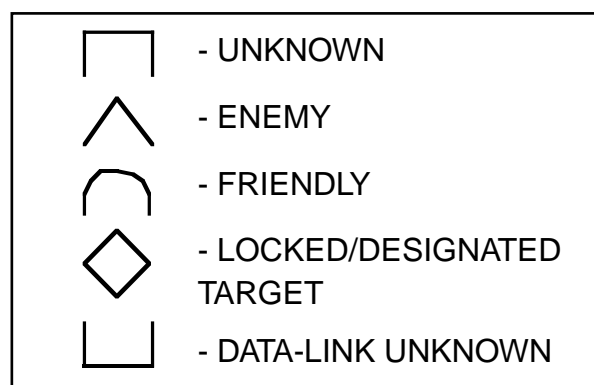 - UNKNOWN
- ENEMY
- FRIENDLY
- LOCKED/DESIGNATED
TARGET
- DATA-LINK UNKNOWN